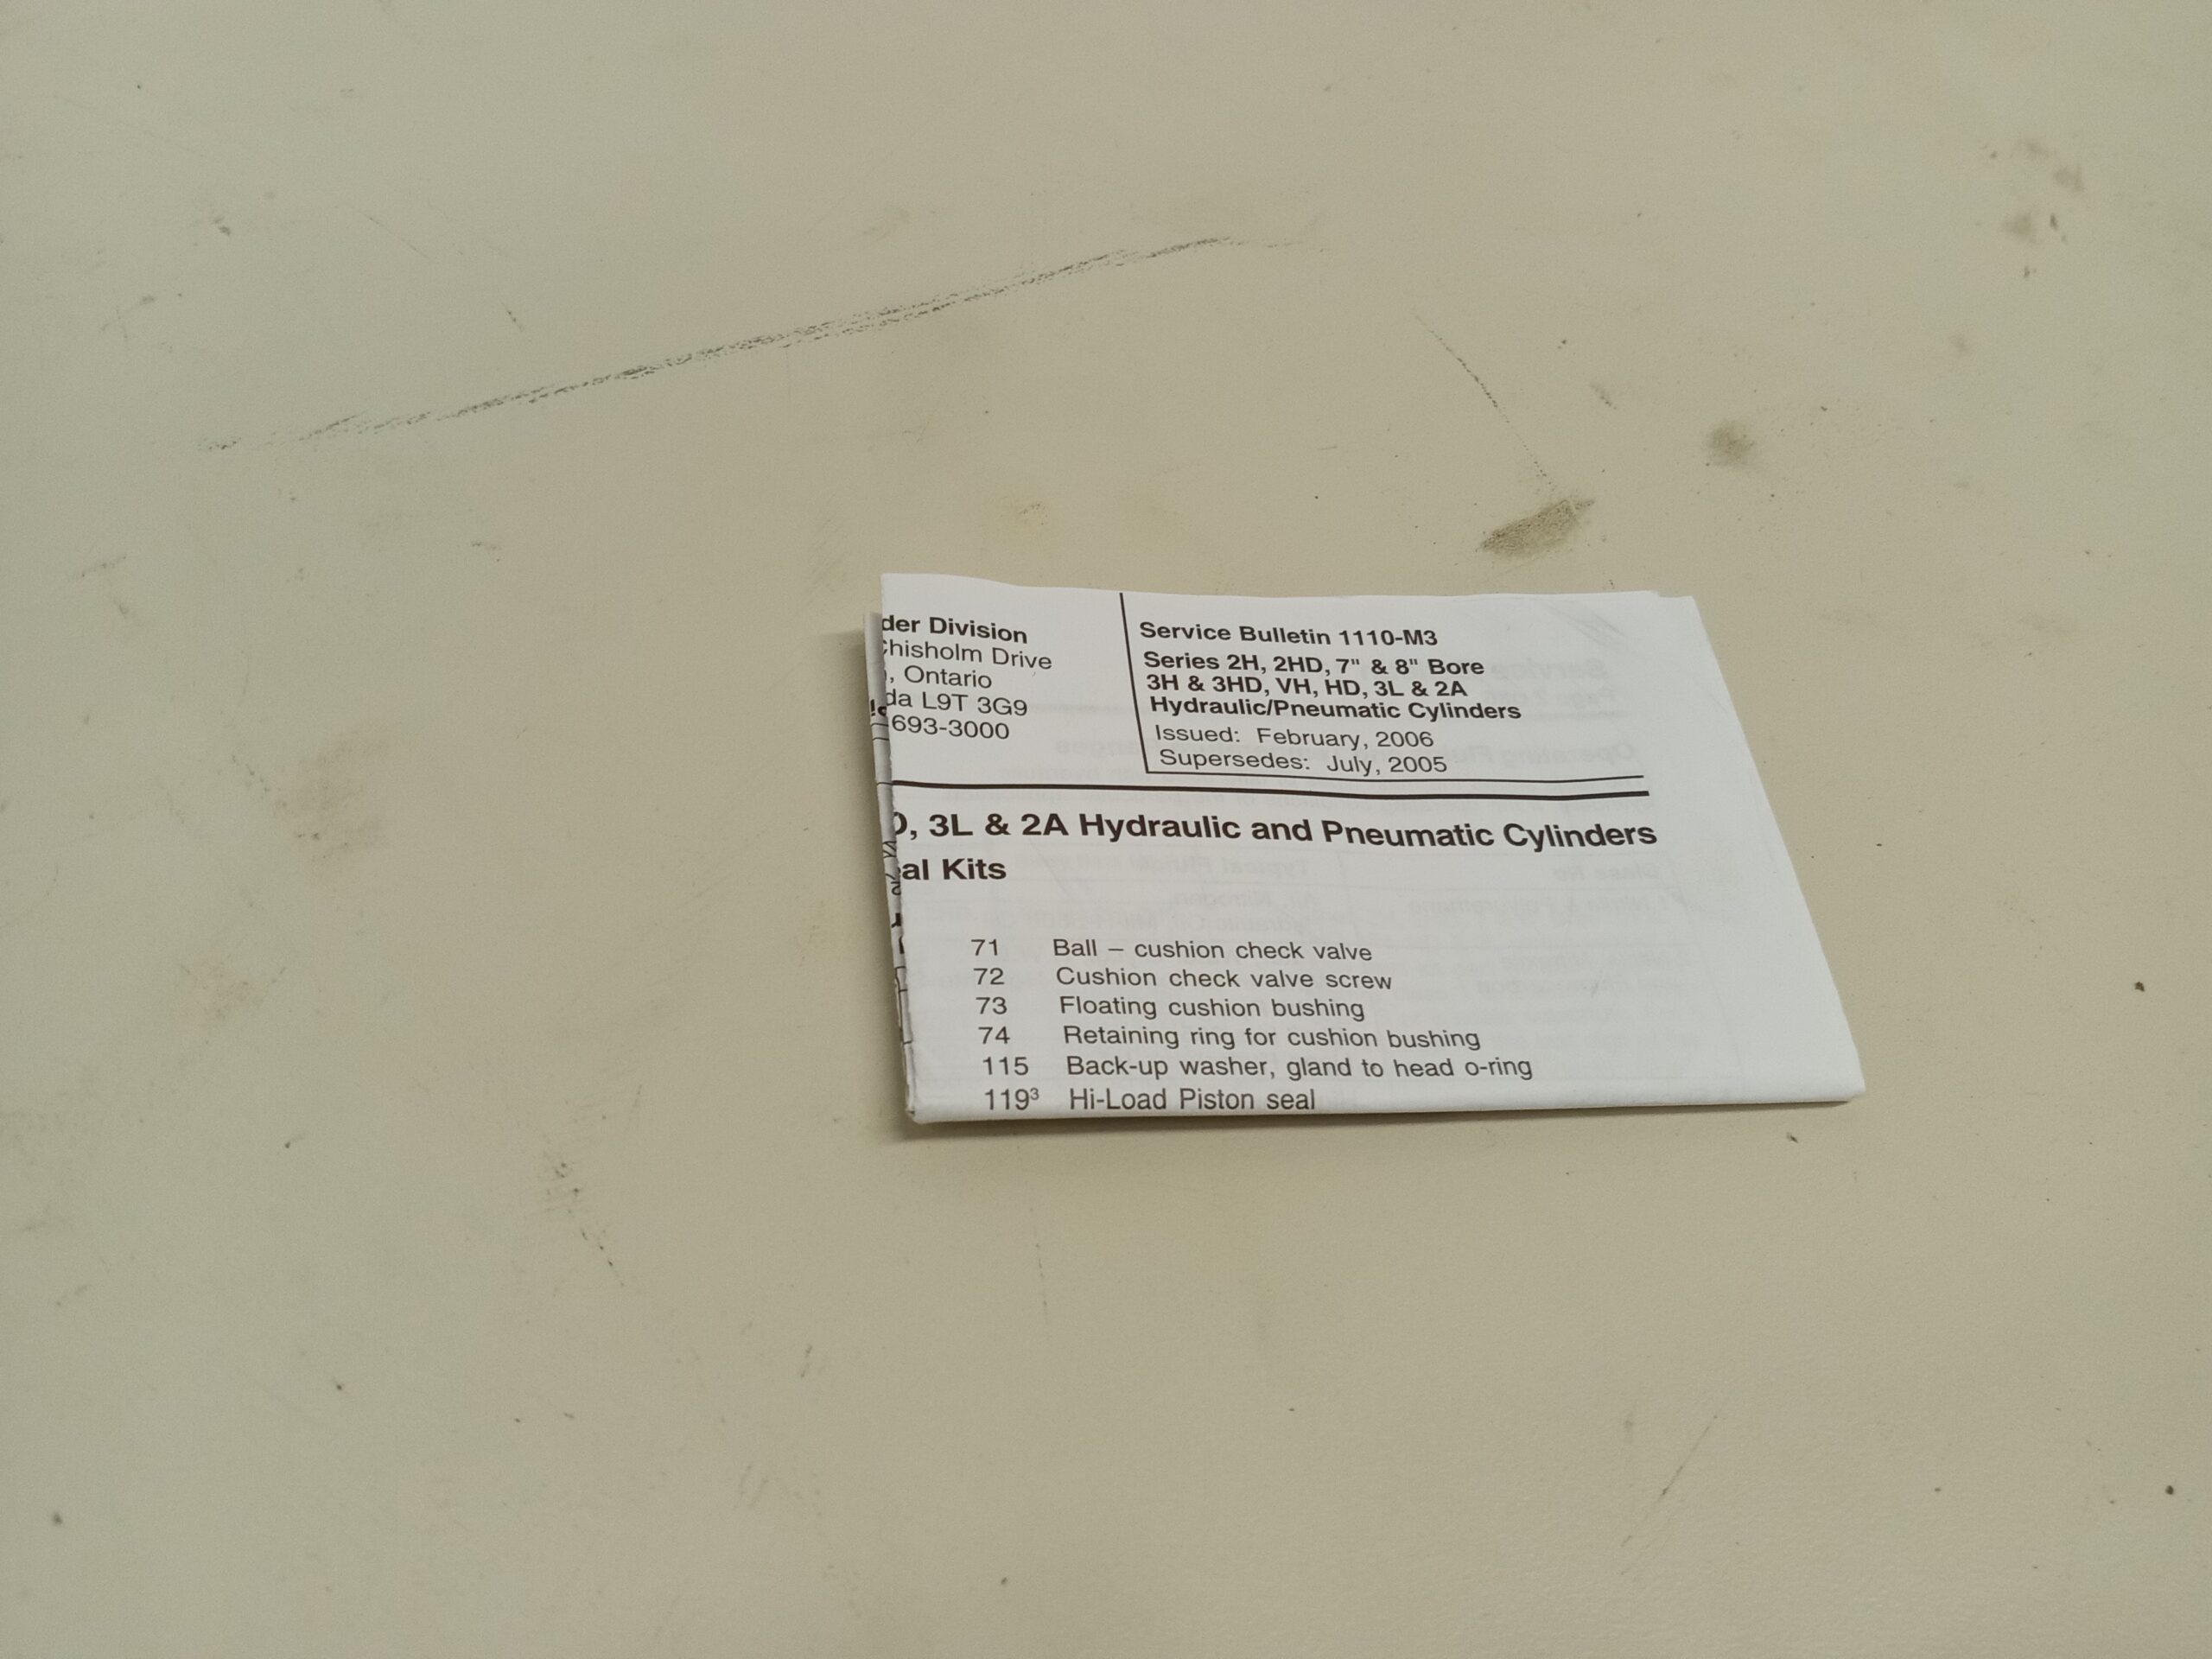 der Division
Chisholm Drive
, Ontario
da L9T 3G9
693-3000
Service Bulletin 1110-M3
Series 2H, 2HD, 7" & 8" Bore
3H & 3HD, VH, HD, 3L & 2A
Hydraulic/Pneumatic Cylinders
Issued: February, 2006
Supersedes: July, 2005
D, 3L & 2A Hydraulic and Pneumatic Cylinders
al Kits
71 Ball – cushion check valve
72 Cushion check valve screw
73 Floating cushion bushing
74 Retaining ring for cushion bushing
115 Back-up washer, gland to head o-ring
119³ Hi-Load Piston seal